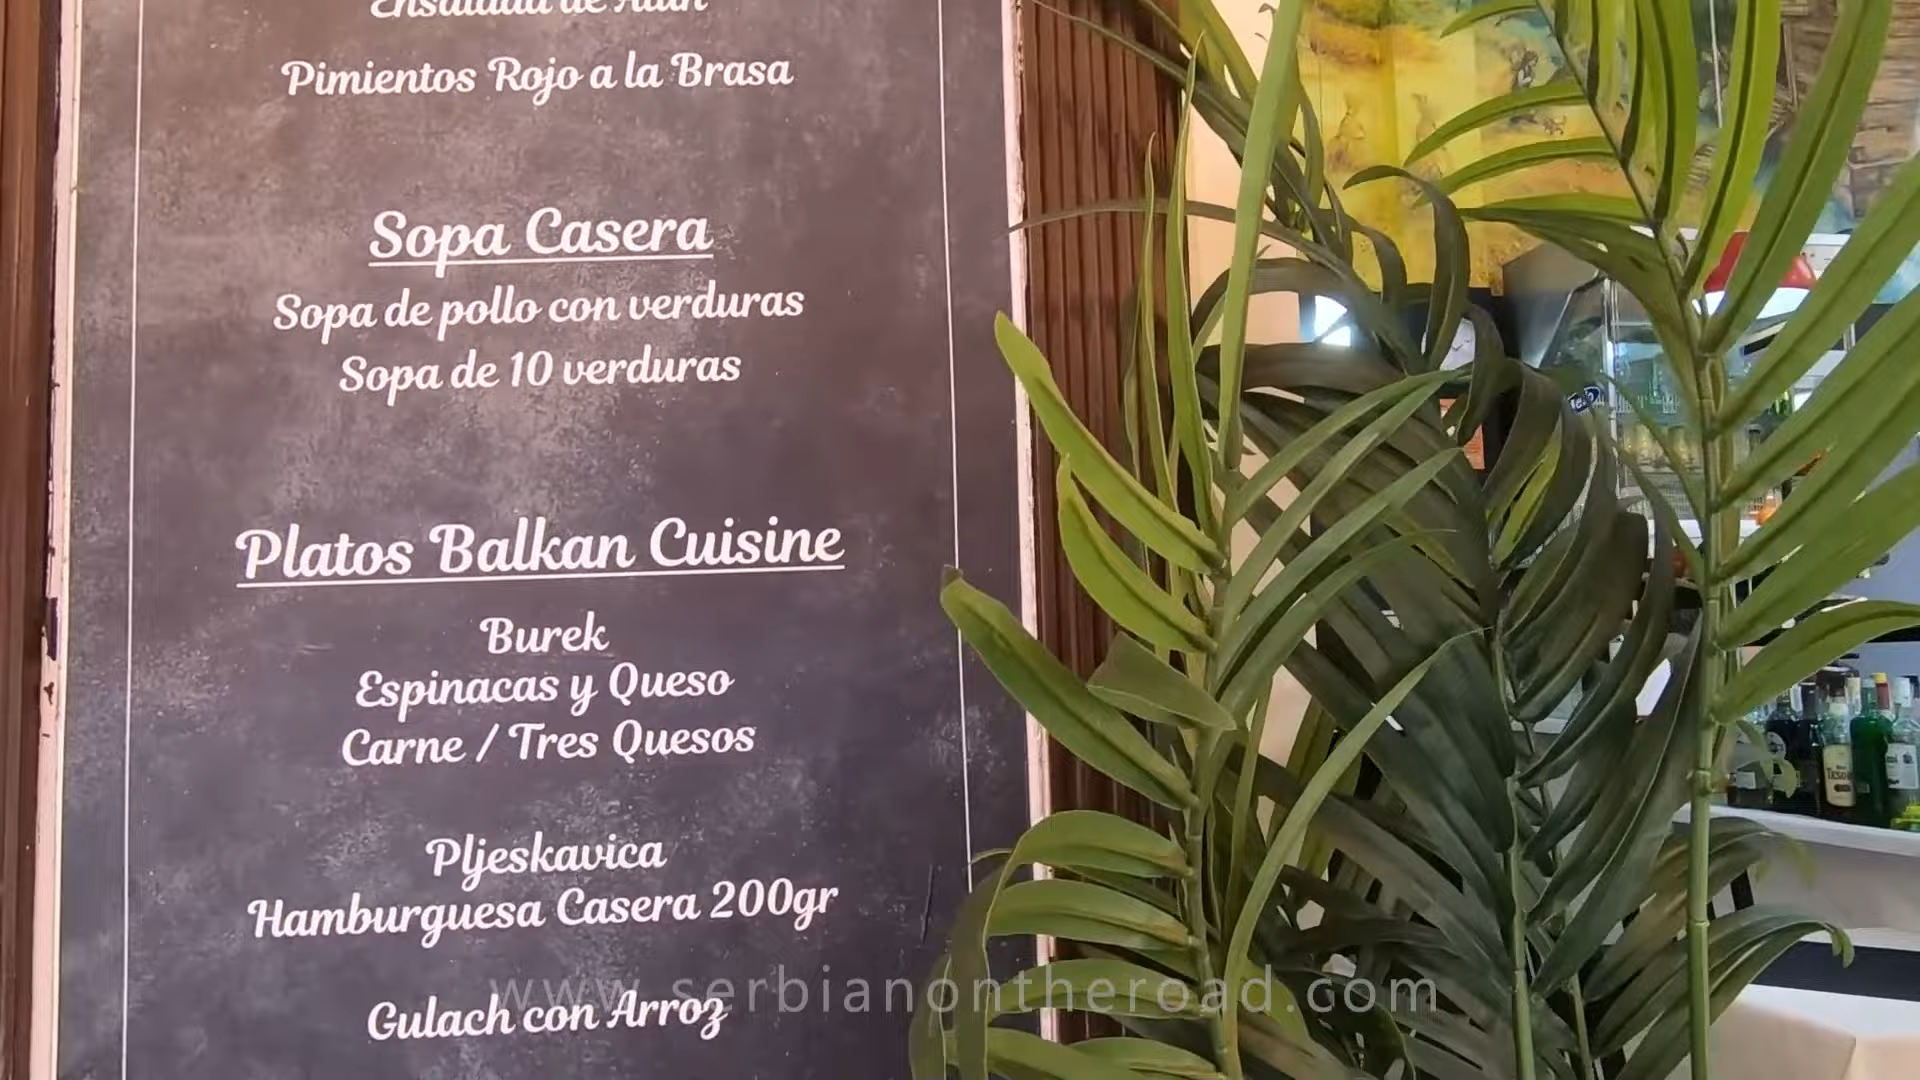 Ensalada de Atún
Pimientos Rojo a la Brasa
Sopa Casera
Sopa de pollo con verduras
Sopa de 10 verduras
Platos Balkan Cuisine
Burek
Espinacas y Queso
Carne / Tres Quesos
Pljeskavica
Hamburguesa Casera 200gr
Gulach con Arroz
www.serbianontheroad.com